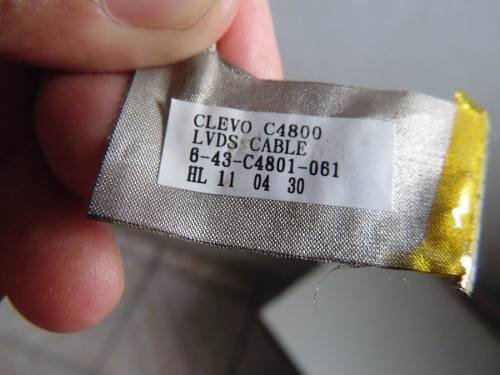 CLEVO C4800
LVDS CABLE
6-43-C4801-061
HL 11 04 30